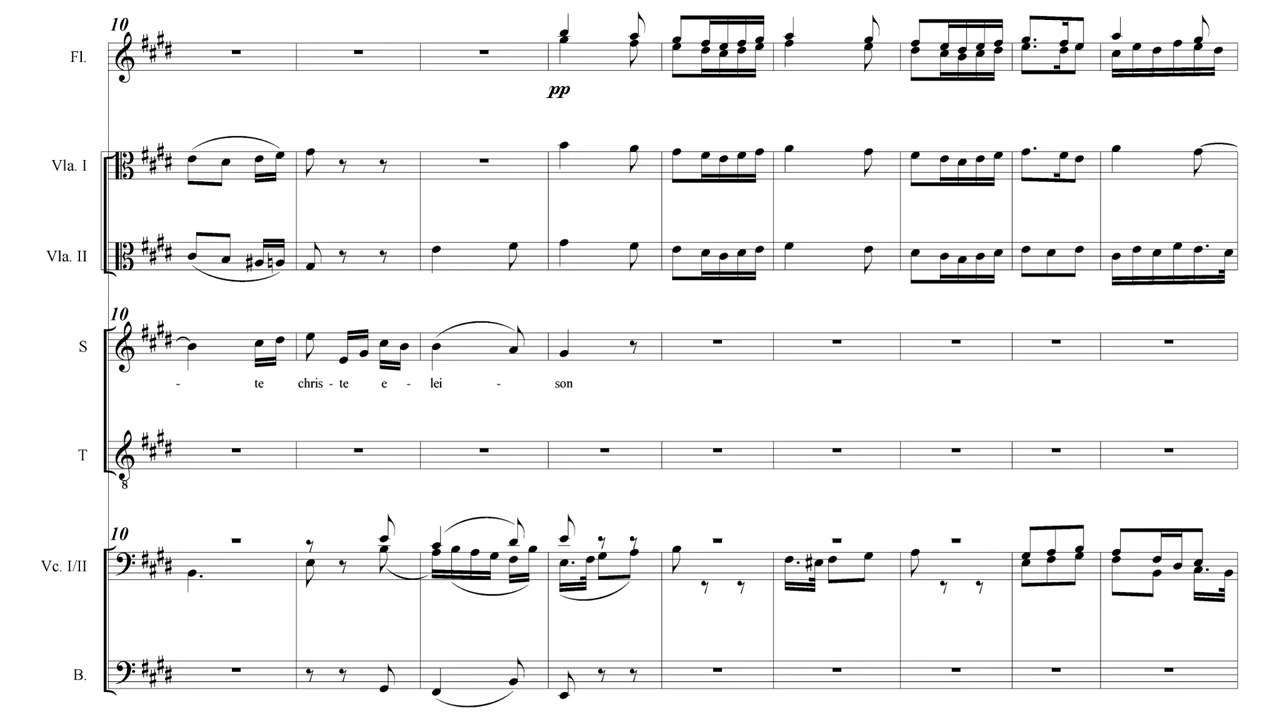 10
Fl.
pp
Vla. I
Vla. II
10
S
- te chris - te e - lei - son
T
8
10
Vc. I/II
B.